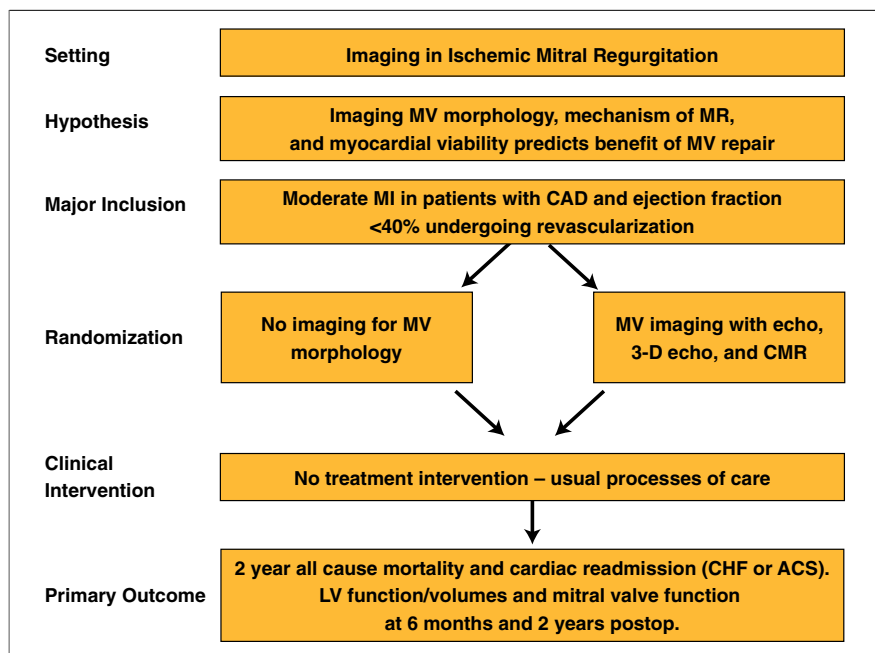 Setting
Imaging in Ischemic Mitral Regurgitation
Hypothesis
Imaging MV morphology, mechanism of MR,
and myocardial viability predicts benefit of MV repair
Major Inclusion
Moderate MI in patients with CAD and ejection fraction
<40% undergoing revascularization
Randomization
No imaging for MV
morphology
MV imaging with echo,
3-D echo, and CMR
Clinical
Intervention
No treatment intervention – usual processes of care
Primary Outcome
2 year all cause mortality and cardiac readmission (CHF or ACS).
LV function/volumes and mitral valve function
at 6 months and 2 years postop.